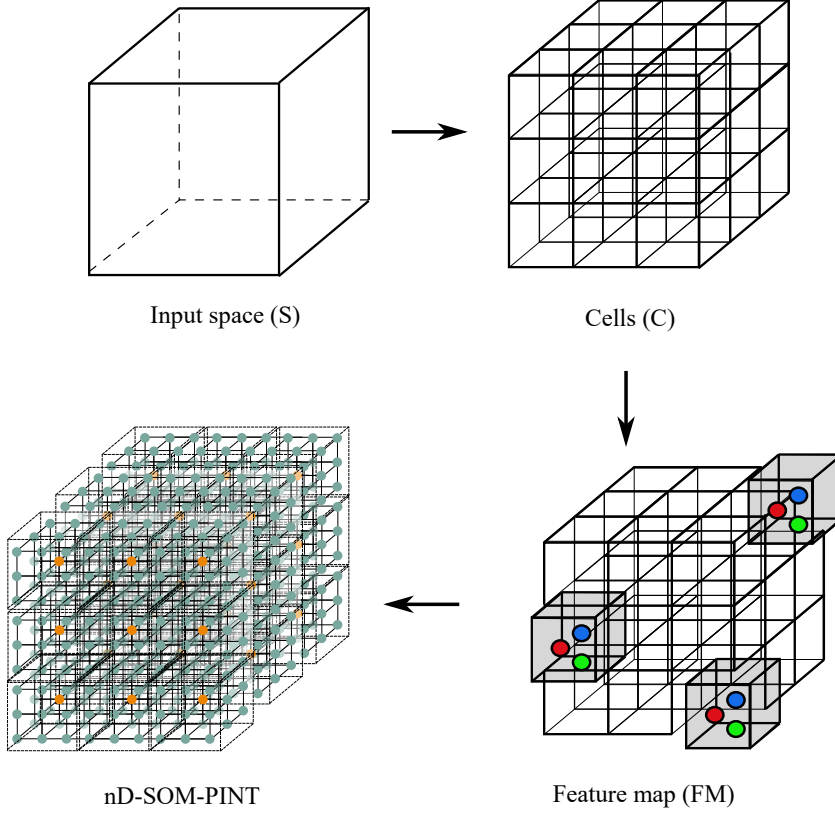 Input space (S)
Cells (C)
nD-SOM-PINT
Feature map (FM)